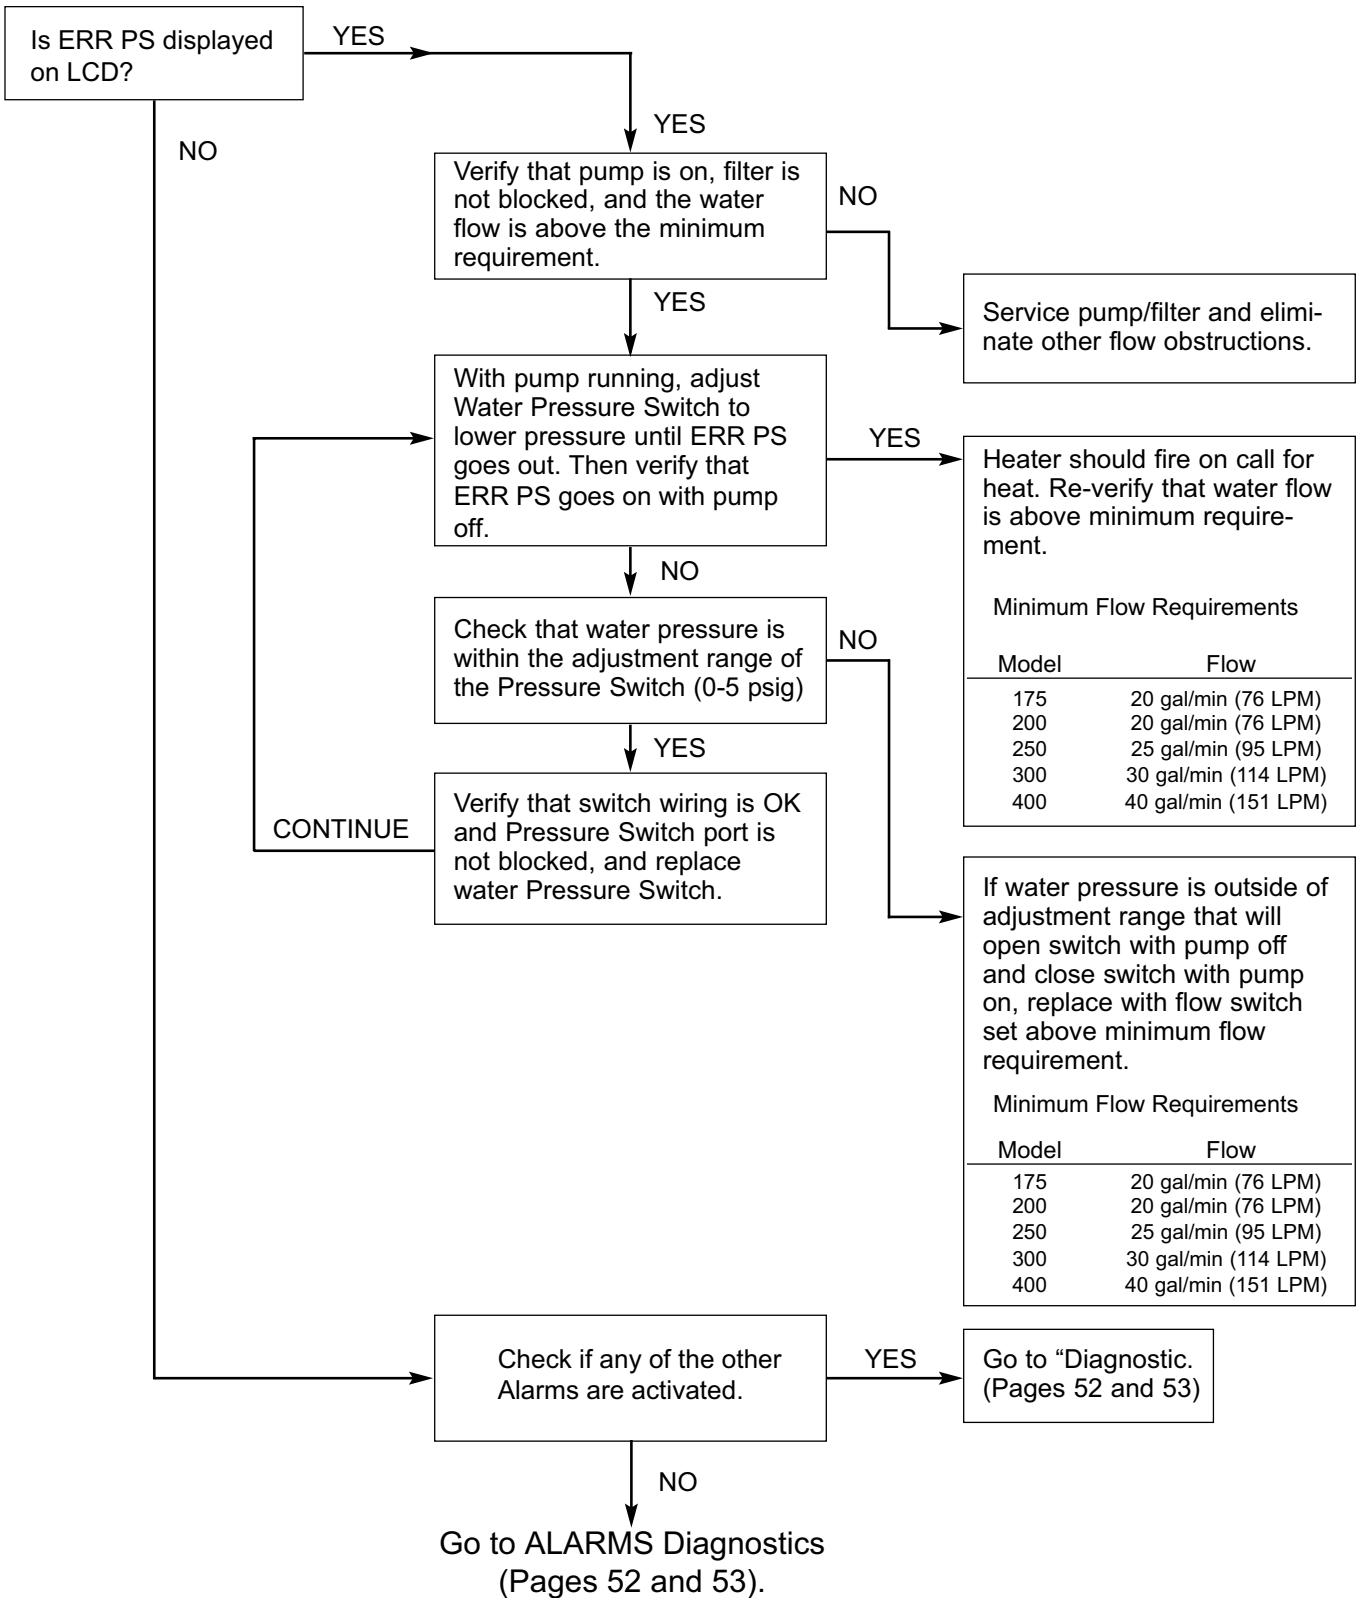 Is ERR PS displayed
on LCD?
YES
NO
YES
Verify that pump is on, filter is
not blocked, and the water
flow is above the minimum
requirement.
NO
YES
Service pump/filter and elimi-
nate other flow obstructions.
With pump running, adjust
Water Pressure Switch to
lower pressure until ERR PS
goes out. Then verify that
ERR PS goes on with pump
off.
YES
Heater should fire on call for
heat. Re-verify that water flow
is above minimum require-
ment.
Minimum Flow Requirements
Model Flow
175 20 gal/min (76 LPM)
200 20 gal/min (76 LPM)
250 25 gal/min (95 LPM)
300 30 gal/min (114 LPM)
400 40 gal/min (151 LPM)
NO
Check that water pressure is
within the adjustment range of
the Pressure Switch (0-5 psig)
NO
YES
Verify that switch wiring is OK
and Pressure Switch port is
not blocked, and replace
water Pressure Switch.
CONTINUE
If water pressure is outside of
adjustment range that will
open switch with pump off
and close switch with pump
on, replace with flow switch
set above minimum flow
requirement.
Minimum Flow Requirements
Model Flow
175 20 gal/min (76 LPM)
200 20 gal/min (76 LPM)
250 25 gal/min (95 LPM)
300 30 gal/min (114 LPM)
400 40 gal/min (151 LPM)
Check if any of the other
Alarms are activated.
YES
Go to “Diagnostic.
(Pages 52 and 53)
NO
Go to ALARMS Diagnostics
(Pages 52 and 53).